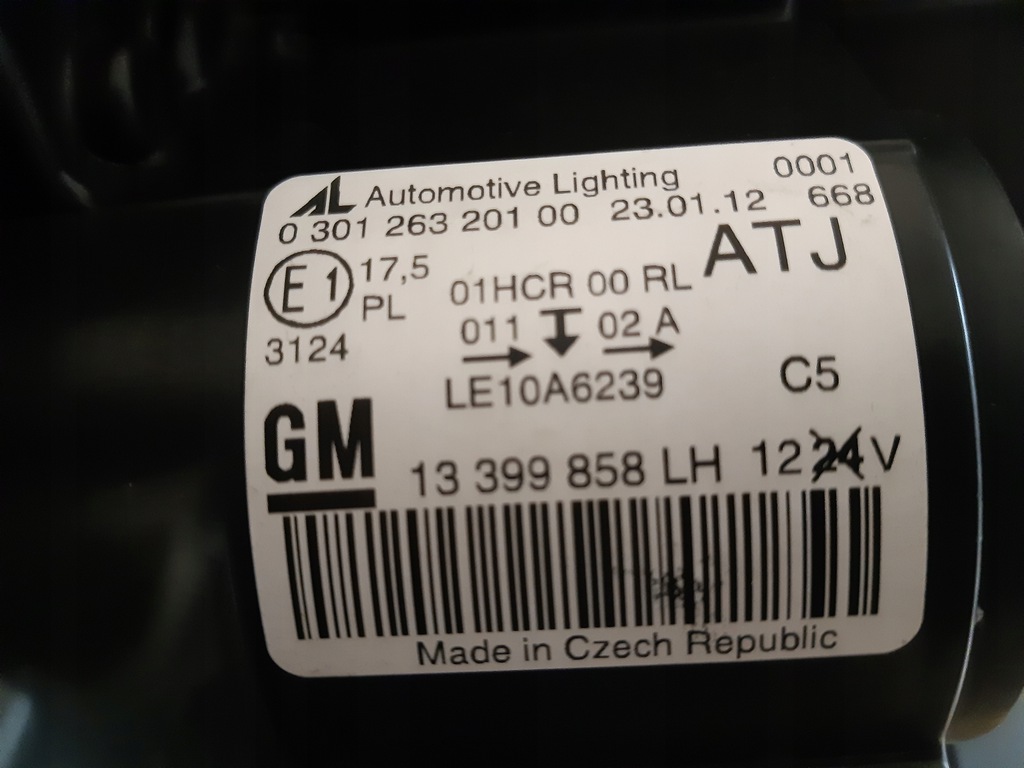 AL Automotive Lighting 0001
0 301 263 201 00 23.01.12 668
E1 17,5 01HCR 00 RL ATJ
PL 011 02 A
3124
LE10A6239 C5
GM 13 399 858 LH 12 24 V
Made in Czech Republic